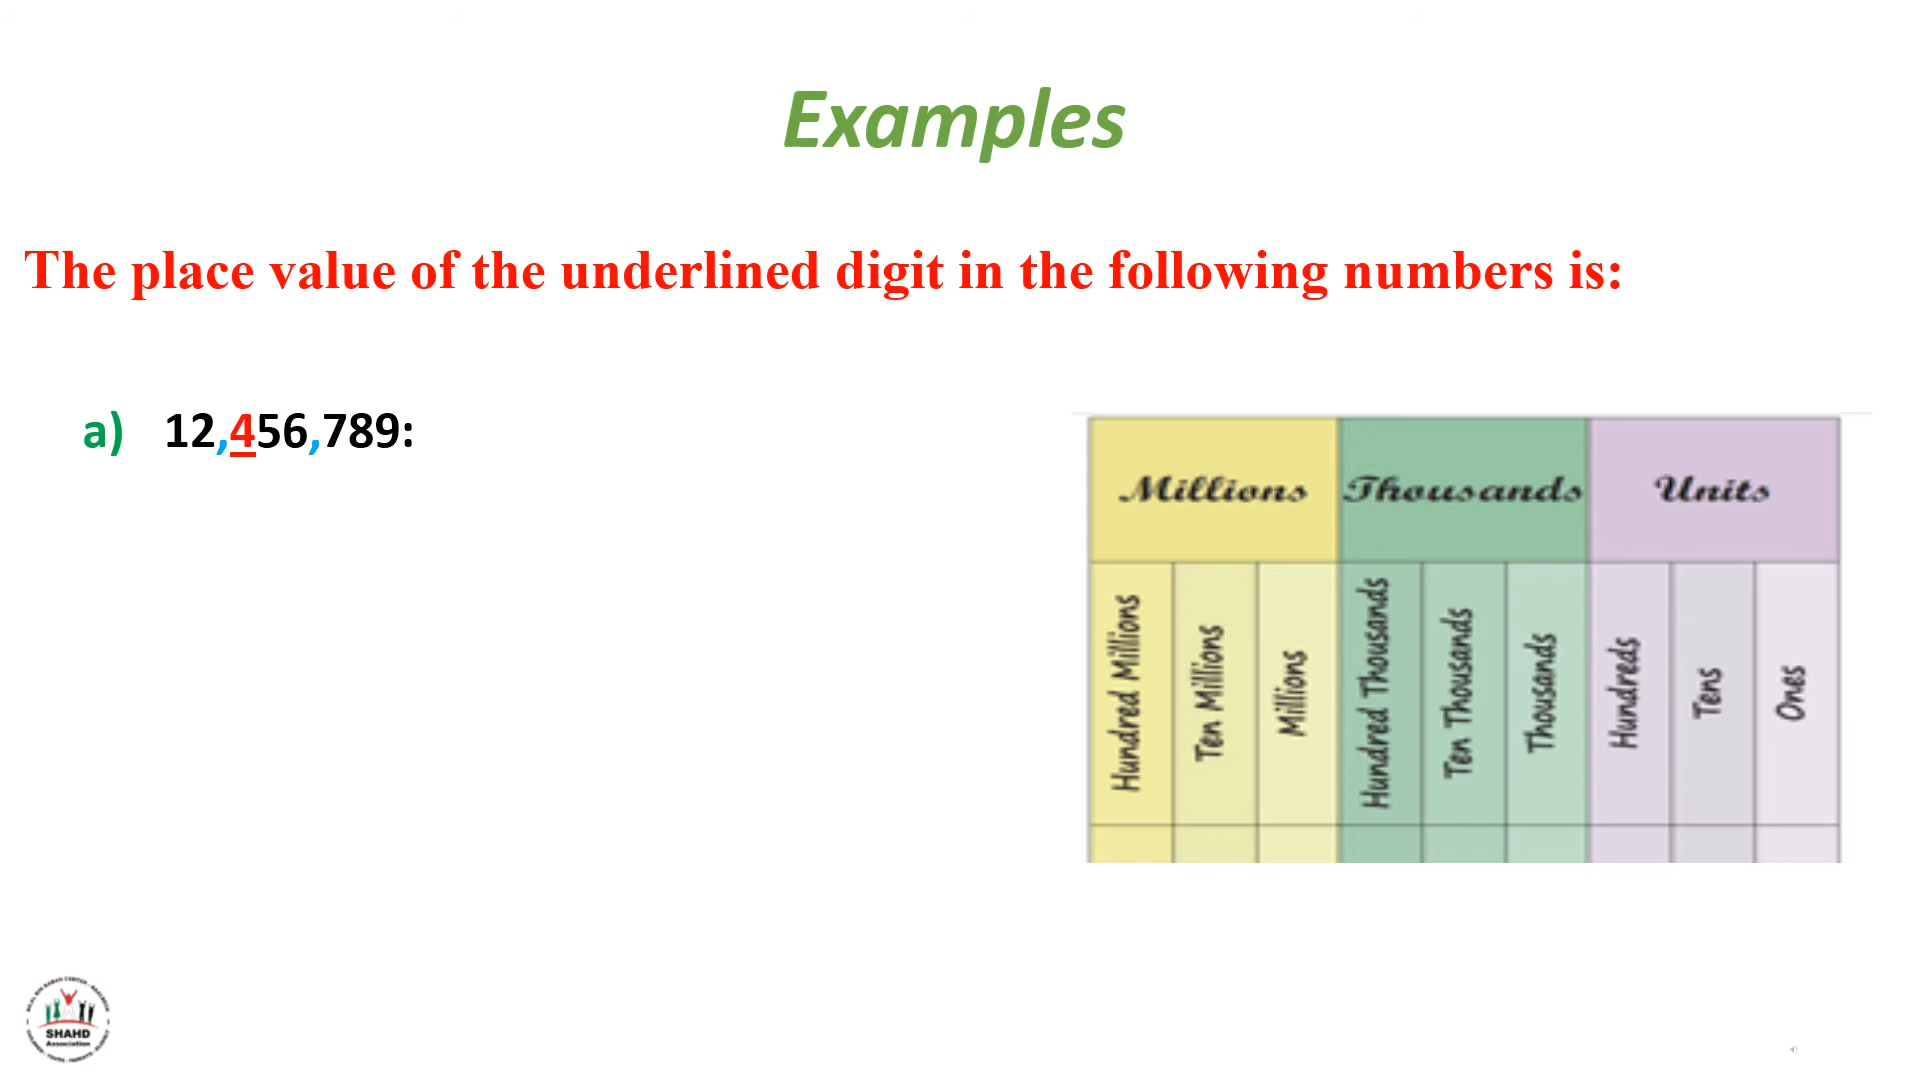 Examples
The place value of the underlined digit in the following numbers is:
a) 12,456,789:
Millions Thousands Units
Hundred Millions
Ten Millions
Millions
Hundred Thousands
Ten Thousands
Thousands
Hundreds
Tens
Ones
SHAHD
Association